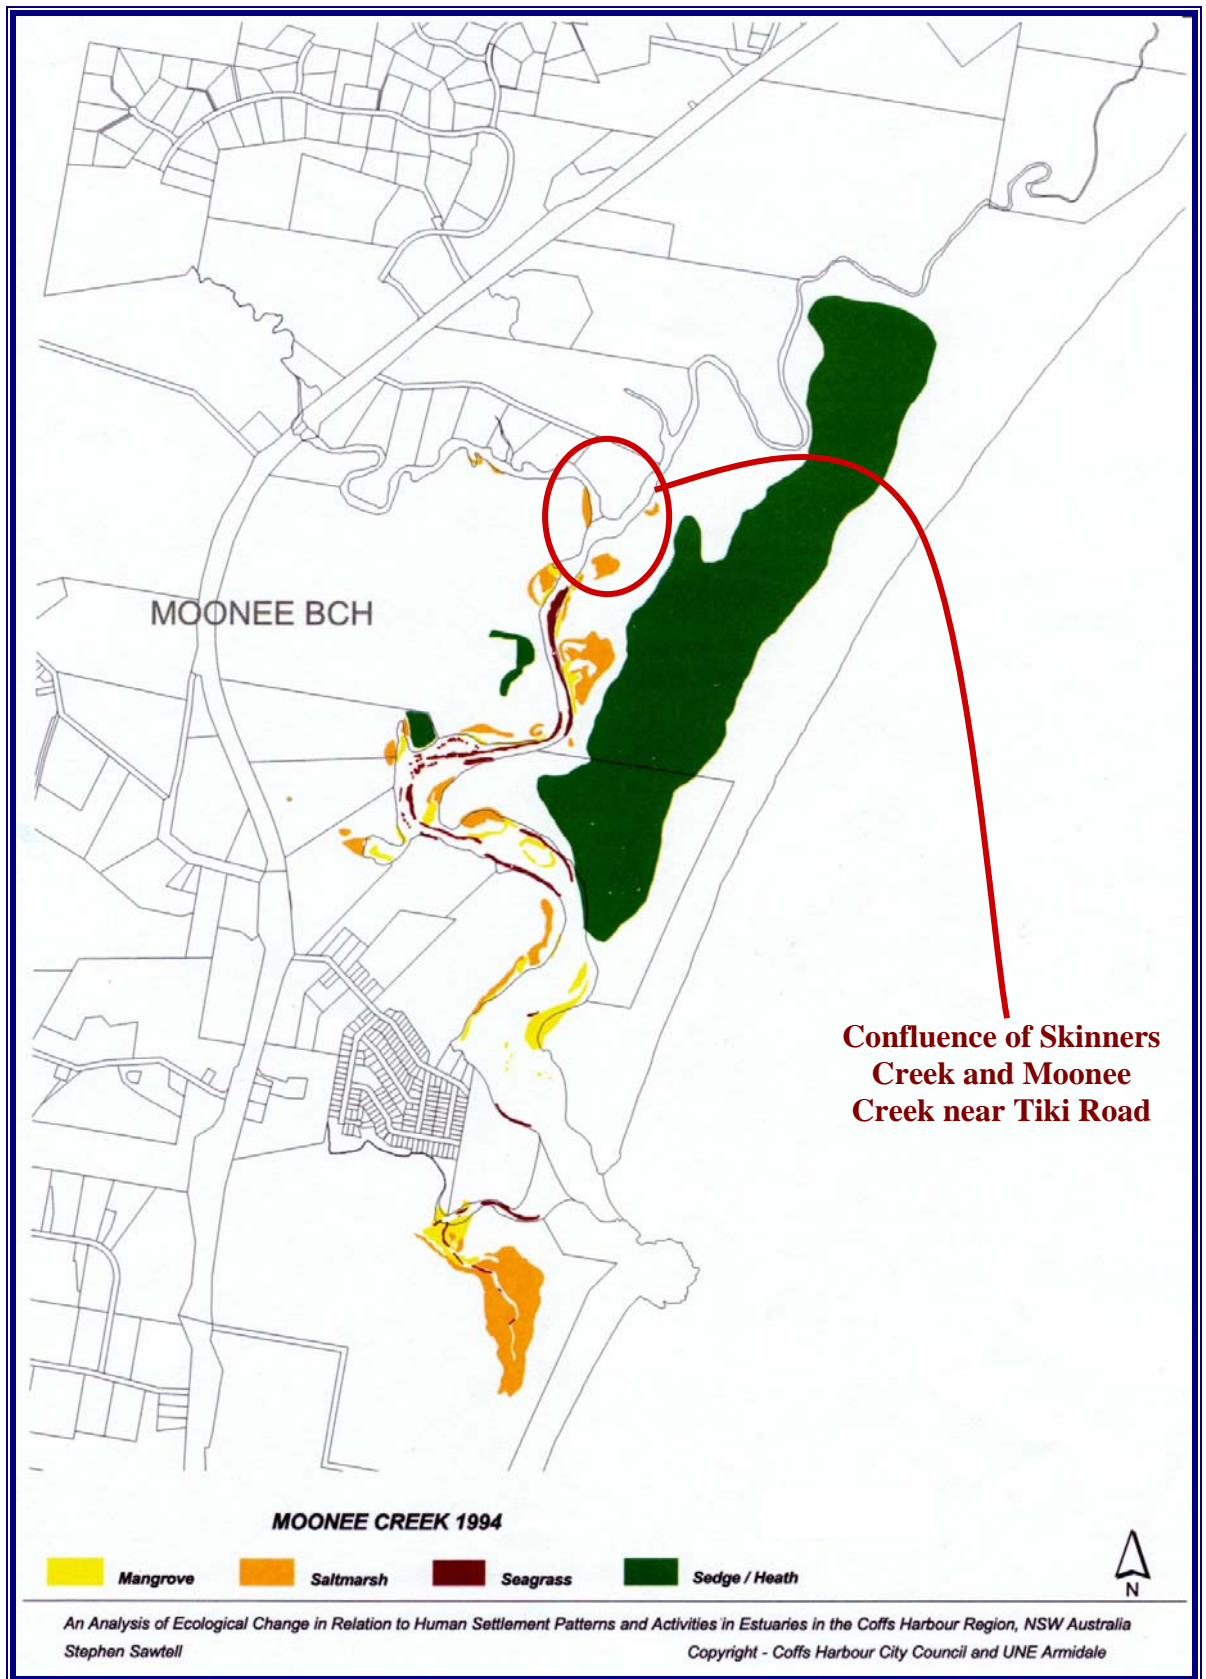 MOONEE BCH
Confluence of Skinners
Creek and Moonee
Creek near Tiki Road
MOONEE CREEK 1994
Mangrove
Saltmarsh
Seagrass
Sedge / Heath
N
An Analysis of Ecological Change in Relation to Human Settlement Patterns and Activities in Estuaries in the Coffs Harbour Region, NSW Australia
Stephen Sawtell
Copyright - Coffs Harbour City Council and UNE Armidale